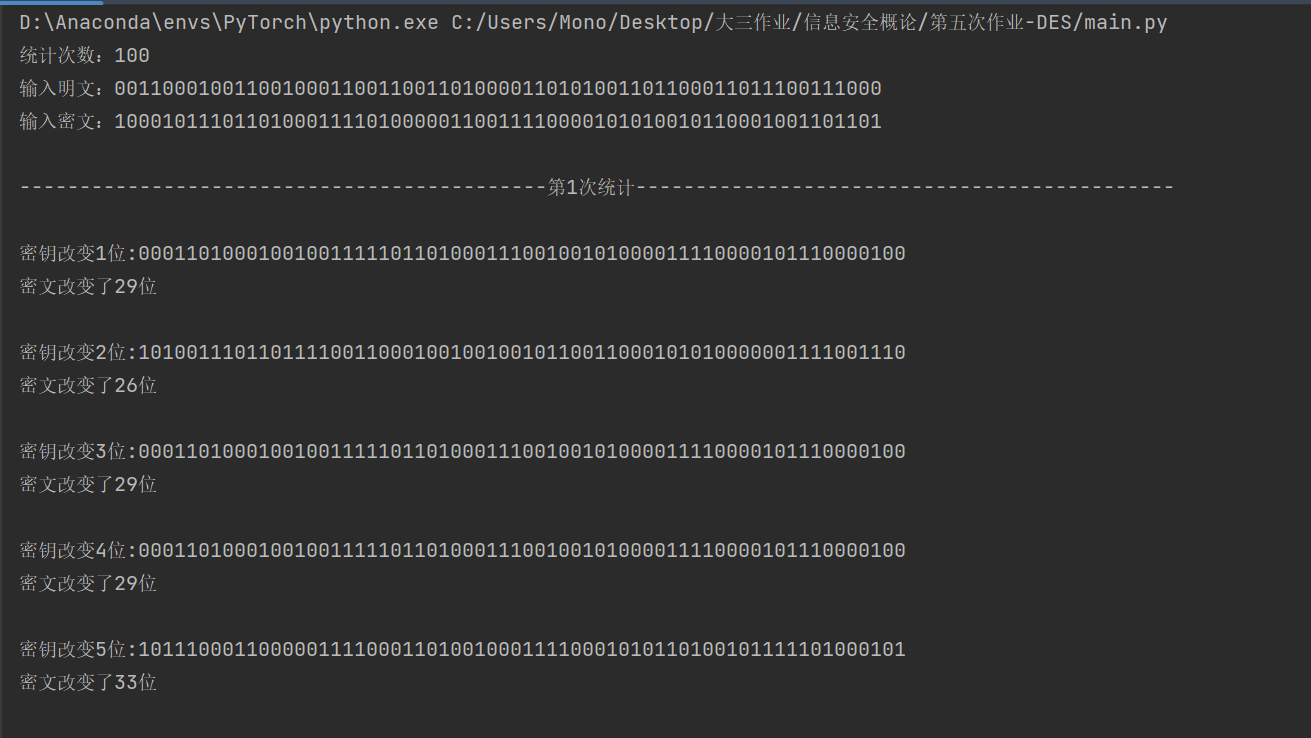 D:\Anaconda\envs\PyTorch\python.exe C:/Users/Mono/Desktop/大三作业/信息安全概论/第五次作业-DES/main.py
统计次数：100
输入明文：0011000100110010001100110011010000110101001101100011011100111000
输入密文：1000101110110100011110100000110011110000101010010110001001101101
--------------------------------------------第1次统计---------------------------------------------
密钥改变1位:0001101000100100111110110100011100100101000011110000101110000100
密文改变了29位
密钥改变2位:1010011101101111001100010010010010110011000101010000001111001110
密文改变了26位
密钥改变3位:0001101000100100111110110100011100100101000011110000101110000100
密文改变了29位
密钥改变4位:0001101000100100111110110100011100100101000011110000101110000100
密文改变了29位
密钥改变5位:1011100011000001111000110100100011111000101011010010111101000101
密文改变了33位